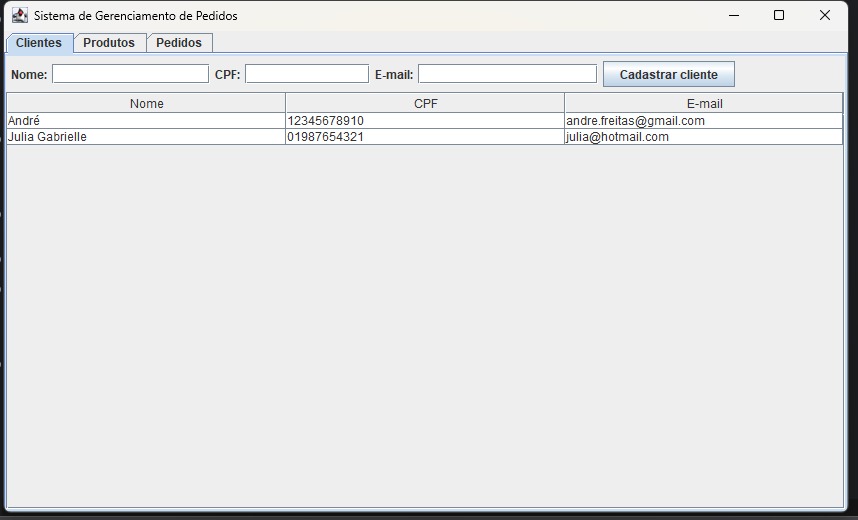 Sistema de Gerenciamento de Pedidos
Clientes Produtos Pedidos
Nome: CPF: E-mail: Cadastrar cliente
Nome CPF E-mail
André 12345678910 andre.freitas@gmail.com
Julia Gabrielle 01987654321 julia@hotmail.com